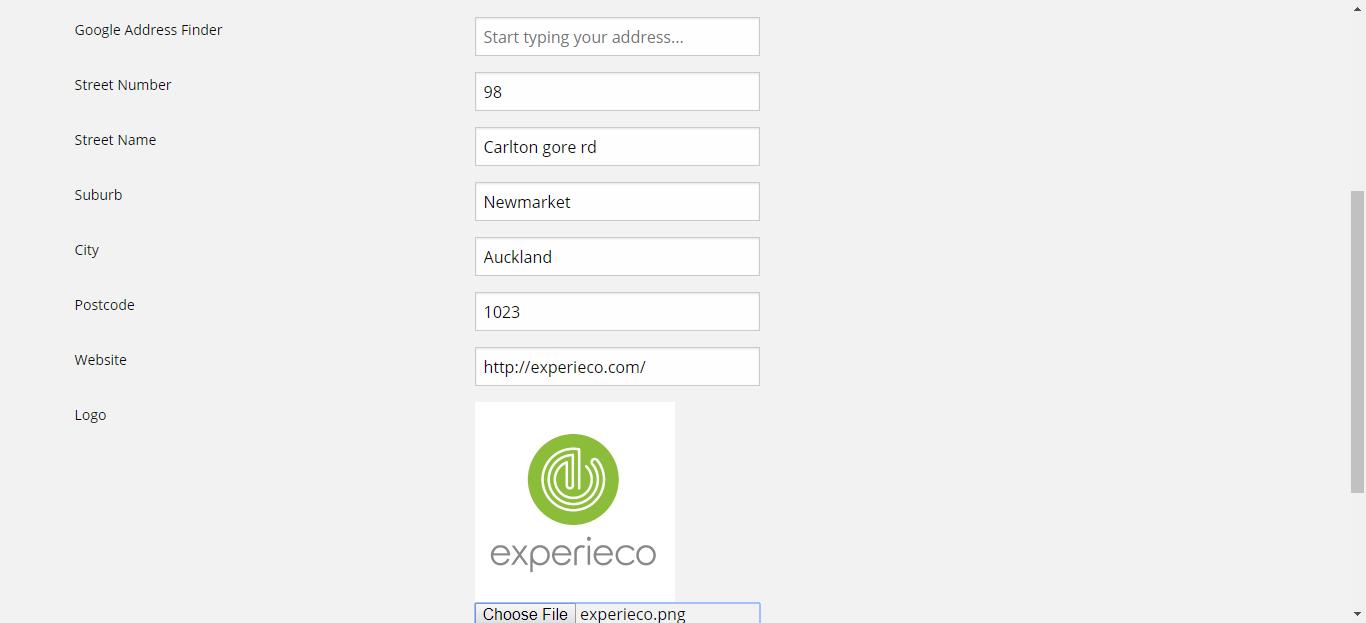 Google Address Finder
Start typing your address...
Street Number
98
Street Name
Carlton gore rd
Suburb
Newmarket
City
Auckland
Postcode
1023
Website
http://experieco.com/
Logo
experieco
Choose File experieco.png